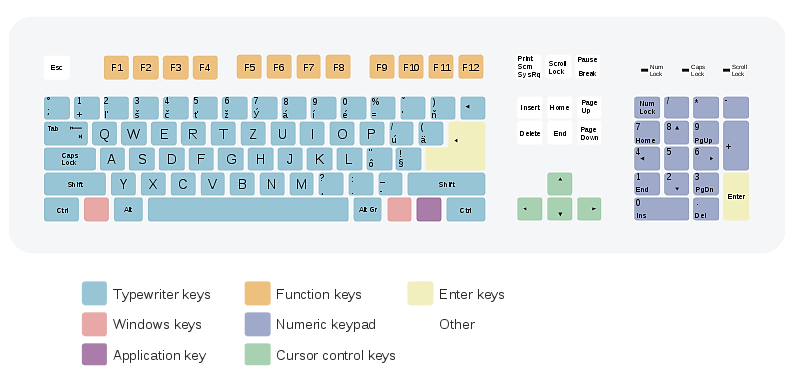 Esc F1 F2 F3 F4 F5 F6 F7 F8 F9 F10 F11 F12
Print
Scrn
SysRq
Scroll
Lock
Pause
Break
Num
Lock
Caps
Lock
Scroll
Lock
°
;
1
+
2
ľ
3
š
4
č
5
ť
6
ž
7
ý
8
á
9
í
0
é
%
=
ˇ
´
)
ň
Insert Home Page
Up
Num
Lock
/ * -
Tab Q W E R T Z U I O P
/
ú
(
ä
Delete End Page
Down
7
Home
8
9
PgUp
+
Caps
Lock
A S D F G H J K L
"
ô
!
§
4 5 6
Shift Y X C V B N M
?
,
:
.
_
-
Shift
1
End
2
3
PgDn
Enter
Ctrl Alt Alt Gr Ctrl
0
Ins
.
Del
Typewriter keys Function keys Enter keys
Windows keys Numeric keypad Other
Application key Cursor control keys